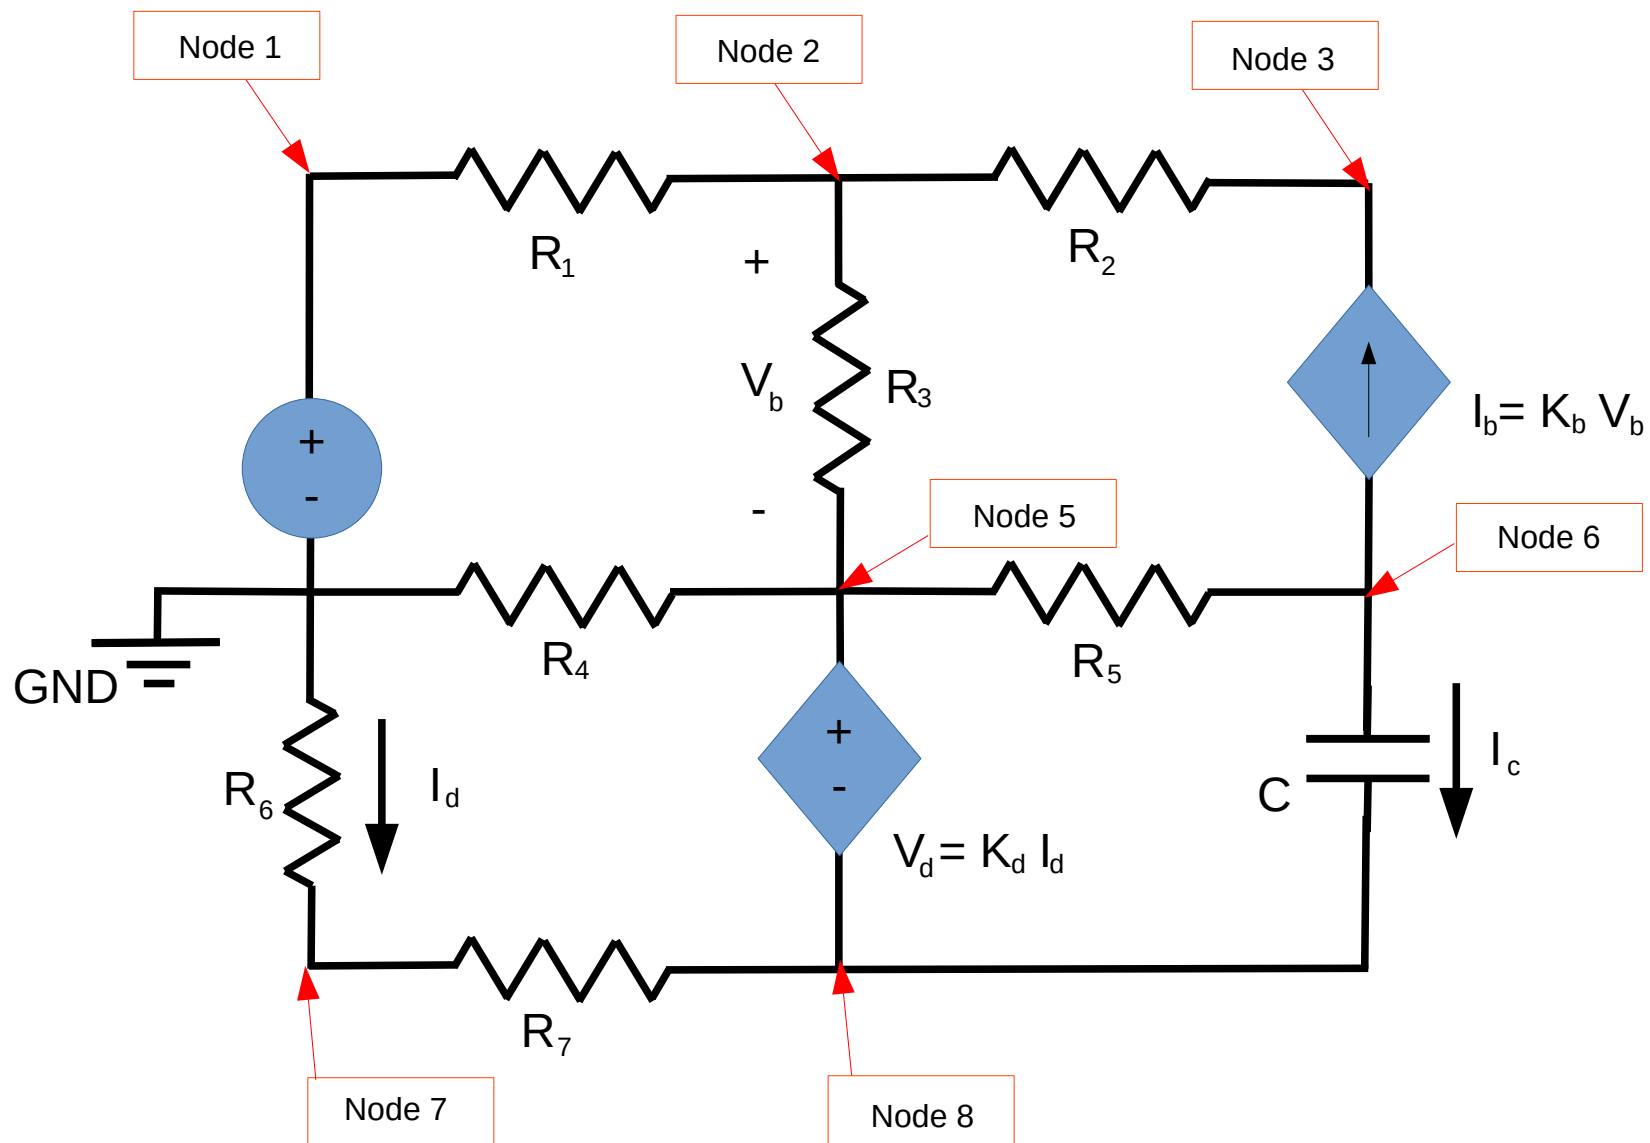 Node 1
Node 2
Node 3
R1
+
R2
Vb
R3
Ib= Kb Vb
+
-
-
Node 5
Node 6
GND
R4
R5
+
-
R6
Id
C
Ic
Vd= Kd Id
R7
Node 7
Node 8